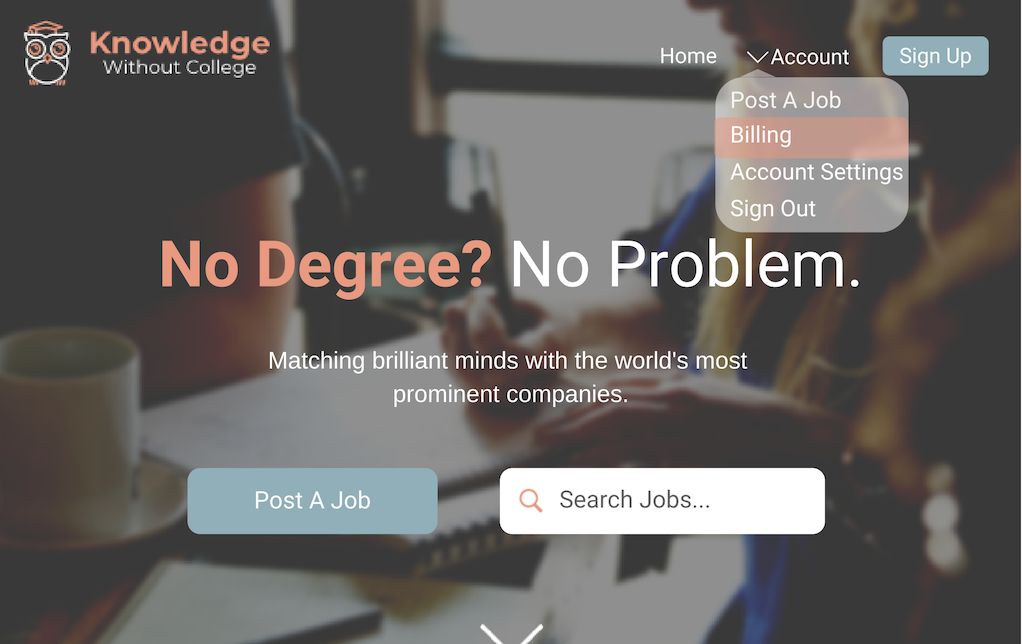 Knowledge
Without College
Home
Account
Sign Up
Post A Job
Billing
Account Settings
Sign Out
No Degree? No Problem.
Matching brilliant minds with the world's most
prominent companies.
Post A Job
Search Jobs...